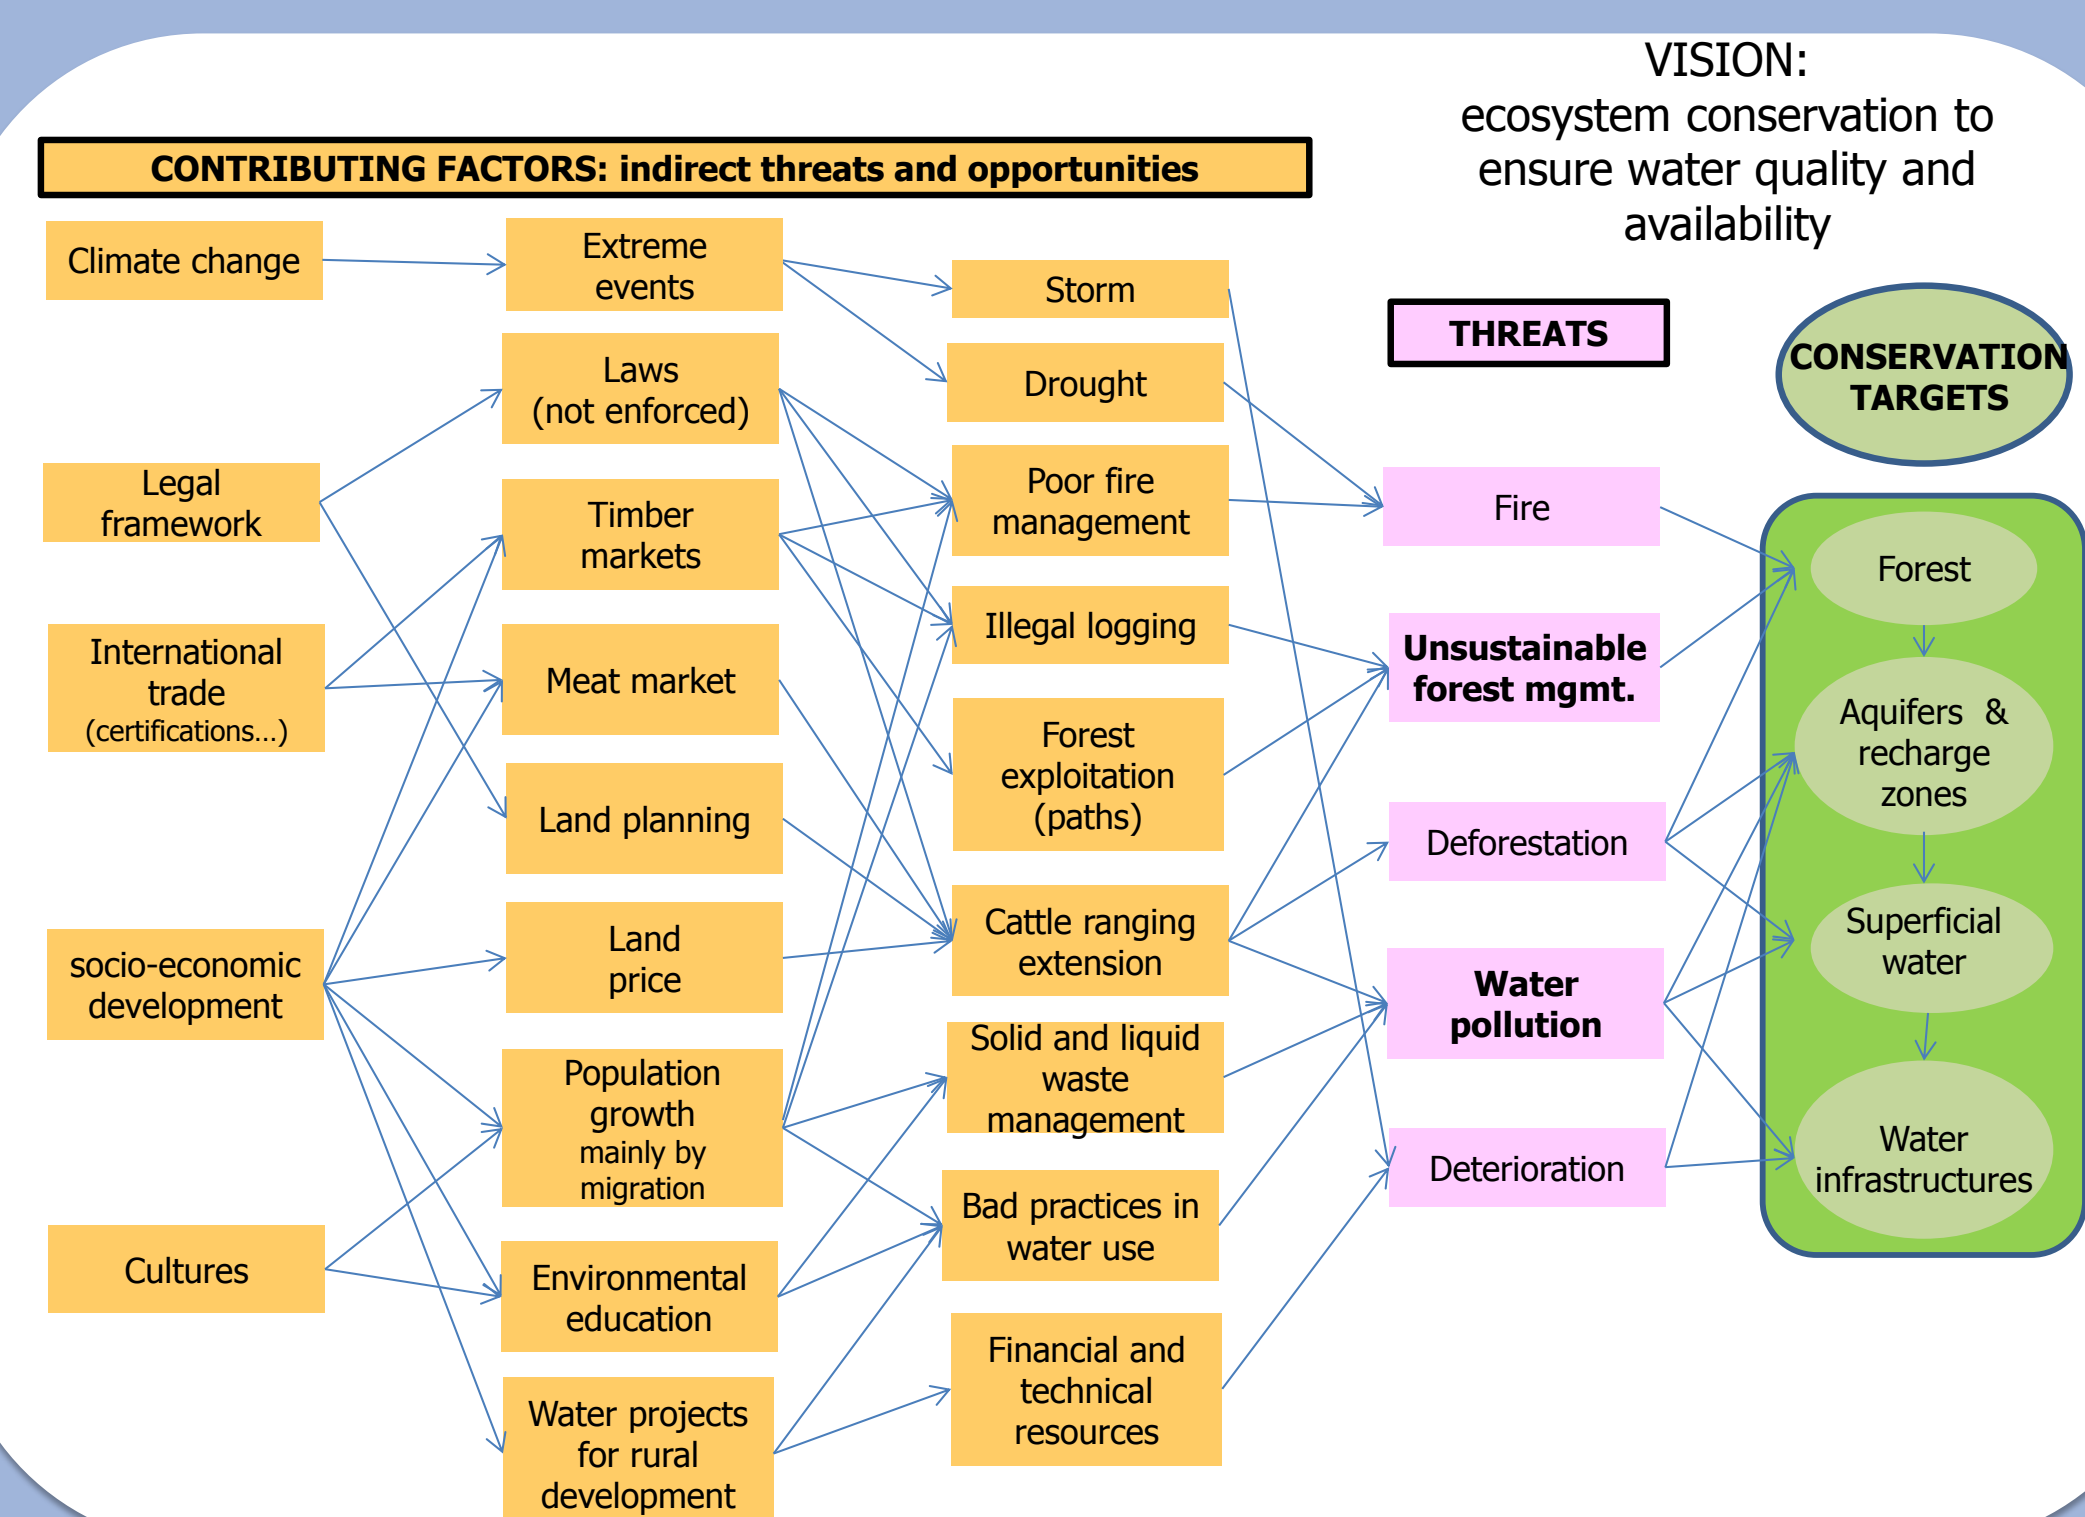 VISION:
ecosystem conservation to
ensure water quality and
availability
CONTRIBUTING FACTORS: indirect threats and opportunities
Climate change
Legal
framework
International
trade
(certifications...)
socio-economic
development
Cultures
Extreme
events
Laws
(not enforced)
Timber
markets
Meat market
Land planning
Land
price
Population
growth
mainly by
migration
Environmental
education
Water projects
for rural
development
Storm
Drought
Poor fire
management
Illegal logging
Forest
exploitation
(paths)
Cattle ranging
extension
Solid and liquid
waste
management
Bad practices in
water use
Financial and
technical
resources
THREATS
Fire
Unsustainable
forest mgmt.
Deforestation
Water
pollution
Deterioration
CONSERVATION
TARGETS
Forest
Aquifers &
recharge
zones
Superficial
water
Water
infrastructures